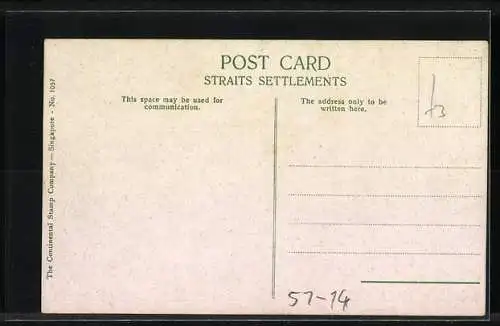 POST CARD
STRAITS SETTLEMENTS
This space may be used for
communication.
The address only to be
written here.
The Continental Stamp Company — Singapore - No. 1057
57-14